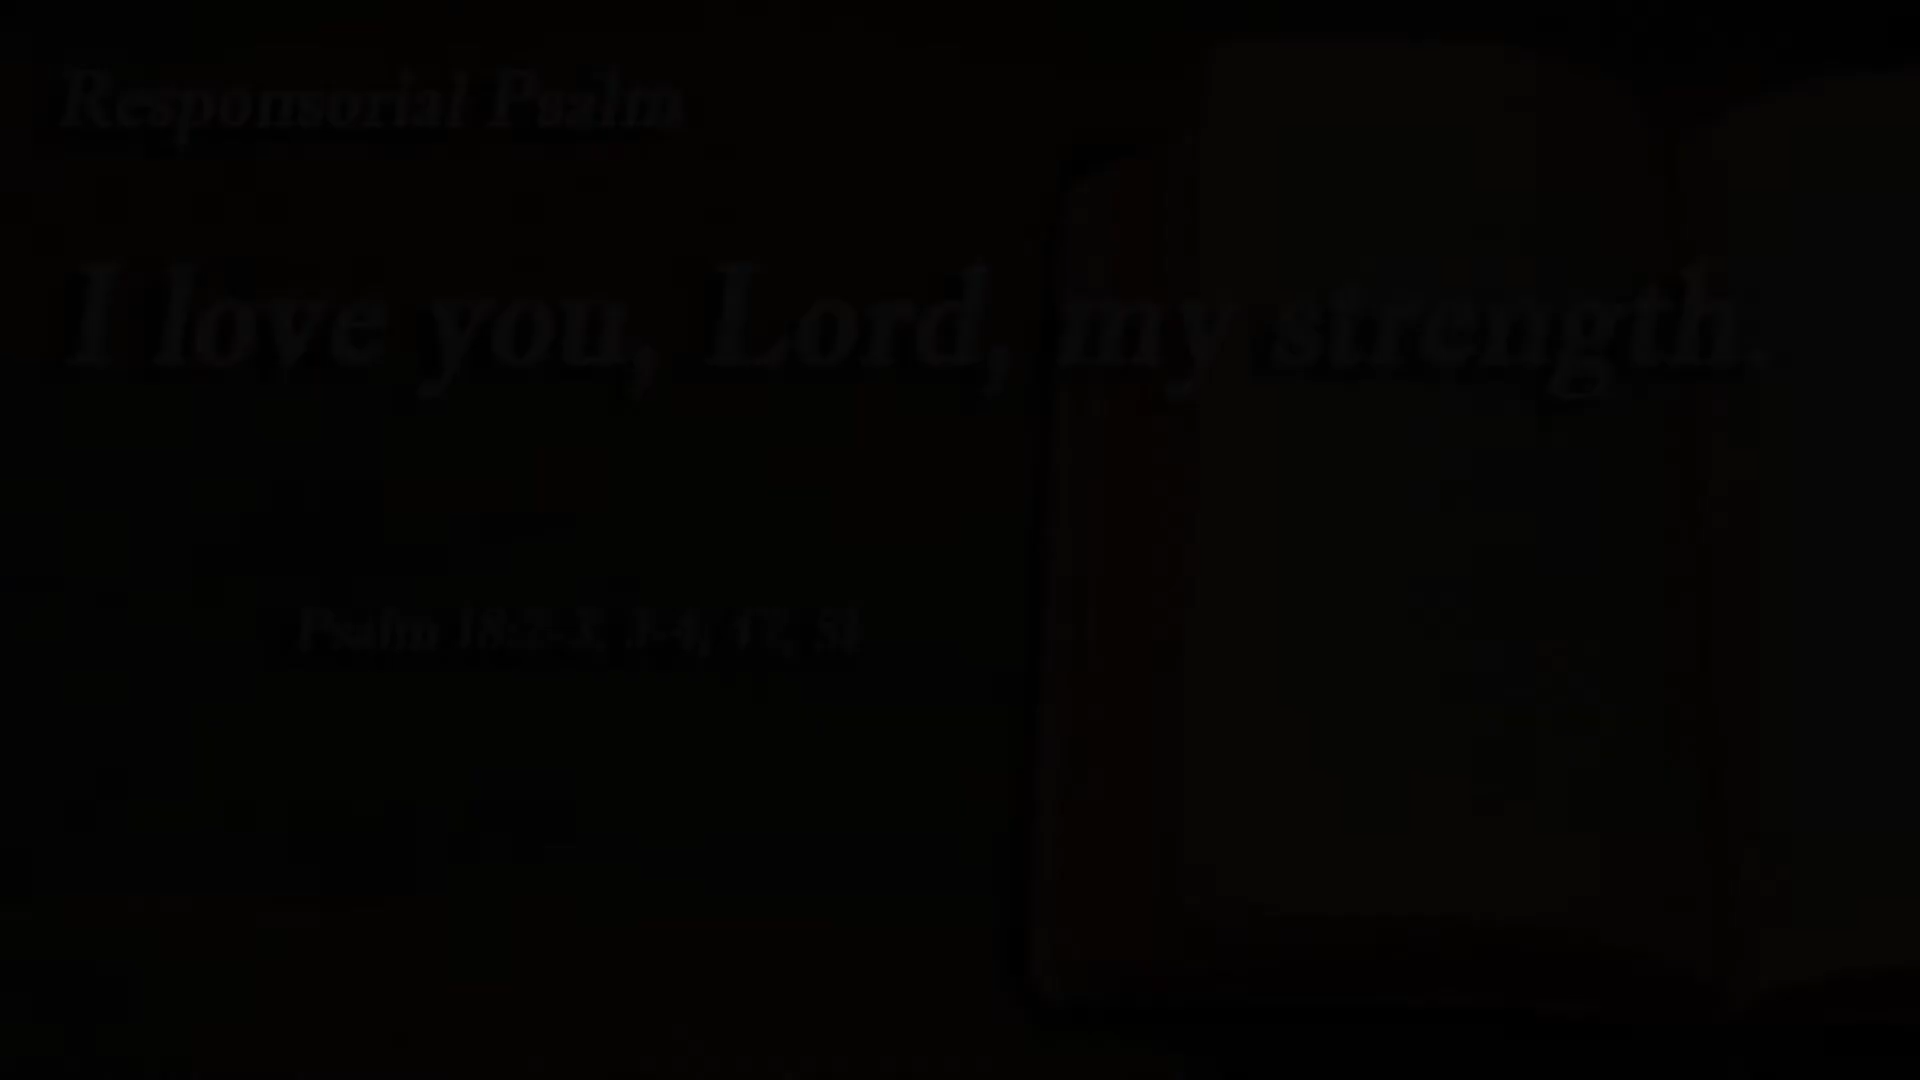 Responsorial Psalm
I love you, Lord, my strength.
Psalm 18:2-3, 3-4, 47, 51